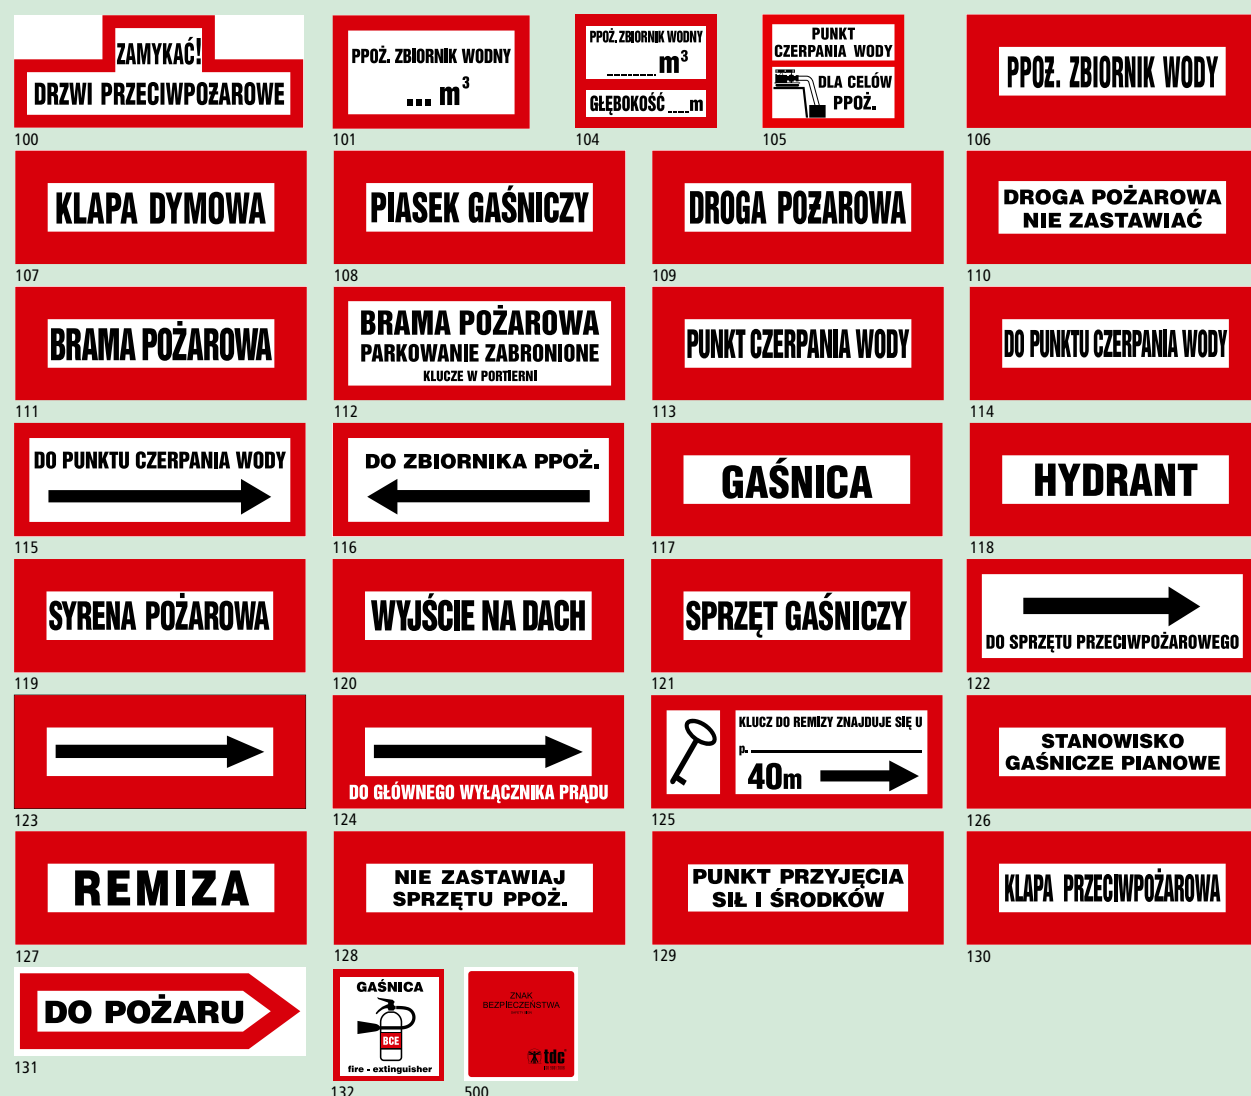 ZAMYKAĆ!
DRZWI PRZECIWPOŻAROWE
100
PPOŻ. ZBIORNIK WODNY
... m³
101
PPOŻ. ZBIORNIK WODNY
........ m³
GŁĘBOKOŚĆ ....m
104
PUNKT
CZERPANIA WODY
DLA CELÓW
PPOŻ.
105
PPOŻ. ZBIORNIK WODY
106
KLAPA DYMOWA
107
PIASEK GAŚNICZY
108
DROGA POŻAROWA
109
DROGA POŻAROWA
NIE ZASTAWIAĆ
110
BRAMA POŻAROWA
111
BRAMA POŻAROWA
PARKOWANIE ZABRONIONE
KLUCZE W PORTIERNI
112
PUNKT CZERPANIA WODY
113
DO PUNKTU CZERPANIA WODY
114
DO PUNKTU CZERPANIA WODY
115
DO ZBIORNIKA PPOŻ.
116
GAŚNICA
117
HYDRANT
118
SYRENA POŻAROWA
119
WYJŚCIE NA DACH
120
SPRZĘT GAŚNICZY
121
DO SPRZĘTU PRZECIWPOŻAROWEGO
122
123
DO GŁÓWNEGO WYŁĄCZNIKA PRĄDU
124
KLUCZ DO REMIZY ZNAJDUJE SIĘ U
p.
40m
125
STANOWISKO
GAŚNICZE PIANOWE
126
REMIZA
127
NIE ZASTAWIAJ
SPRZĘTU PPOŻ.
128
PUNKT PRZYJĘCIA
SIŁ I ŚRODKÓW
129
KLAPA PRZECIWPOŻAROWA
130
DO POŻARU
131
GAŚNICA
BCE
fire - extinguisher
132
ZNAK
BEZPIECZEŃSTWA
tdc
500